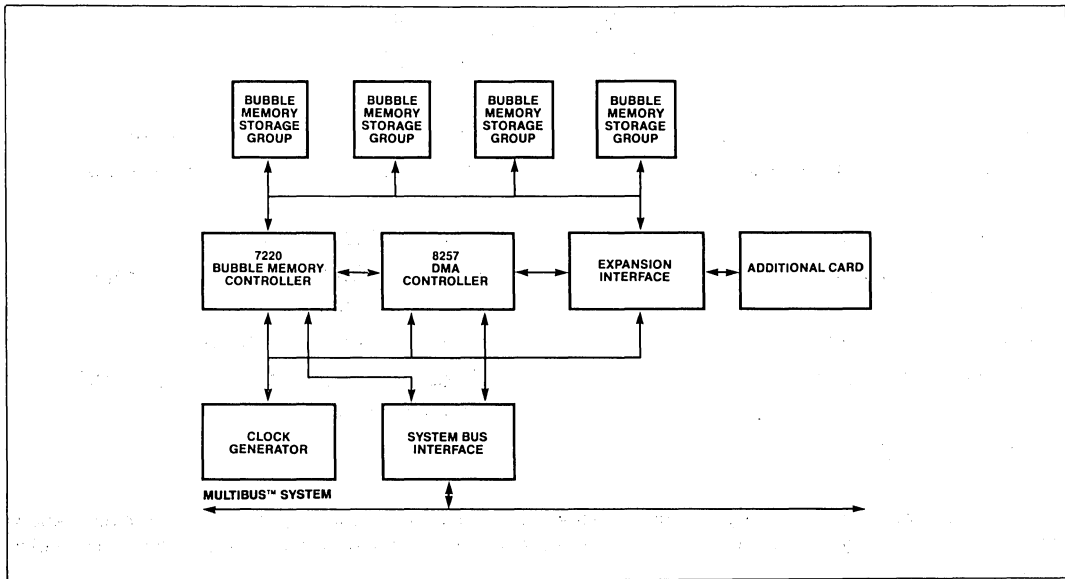 BUBBLE
MEMORY
STORAGE
GROUP
BUBBLE
MEMORY
STORAGE
GROUP
BUBBLE
MEMORY
STORAGE
GROUP
BUBBLE
MEMORY
STORAGE
GROUP
7220
BUBBLE MEMORY
CONTROLLER
8257
DMA
CONTROLLER
EXPANSION
INTERFACE
ADDITIONAL CARD
CLOCK
GENERATOR
SYSTEM BUS
INTERFACE
MULTIBUS™ SYSTEM